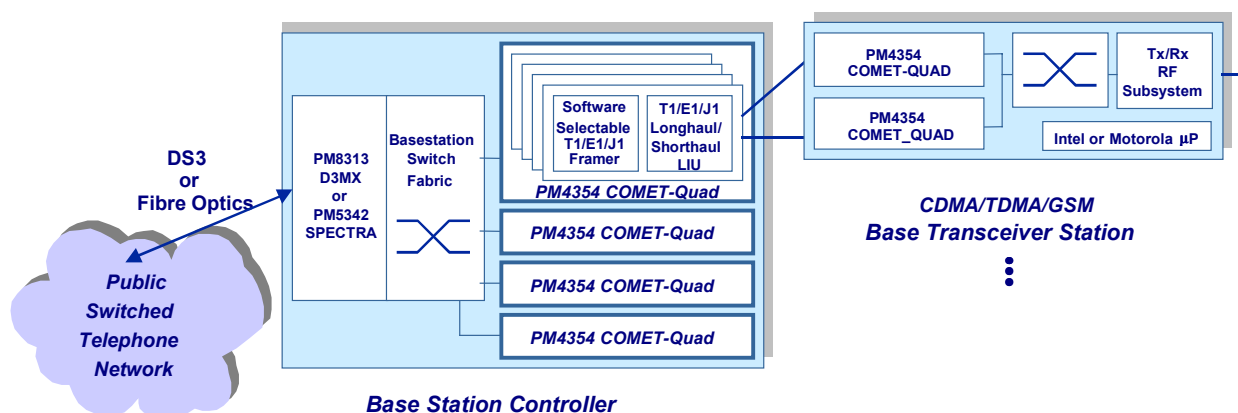 DS3
or
Fibre Optics
Public
Switched
Telephone
Network
PM8313
D3MX
or
PM5342
SPECTRA
Basestation
Switch
Fabric
Software
Selectable
T1/E1/J1
Framer
T1/E1/J1
Longhaul/
Shorthaul
LIU
PM4354 COMET-Quad
PM4354 COMET-Quad
PM4354 COMET-Quad
PM4354 COMET-Quad
Base Station Controller
PM4354
COMET-QUAD
PM4354
COMET_QUAD
Tx/Rx
RF
Subsystem
Intel or Motorola µP
CDMA/TDMA/GSM
Base Transceiver Station